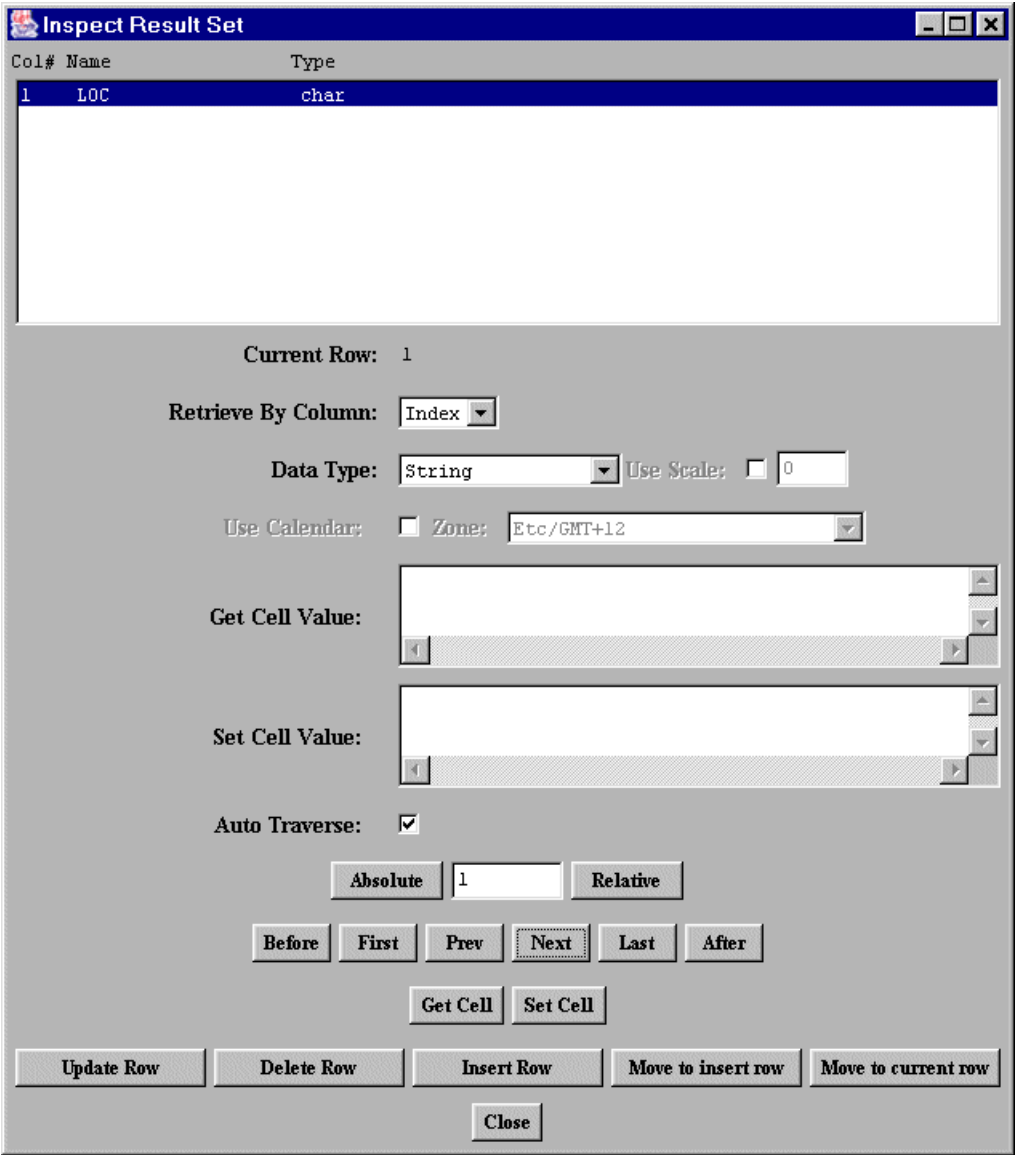 Inspect Result Set
Col# Name Type
1 LOC char
Current Row: 1
Retrieve By Column: Index
Data Type: String Use Scale: 0
Use Calendar: Zone: Etc/GMT+12
Get Cell Value:
Set Cell Value:
Auto Traverse:
Absolute 1 Relative
Before First Prev Next Last After
Get Cell Set Cell
Update Row Delete Row Insert Row Move to insert row Move to current row
Close